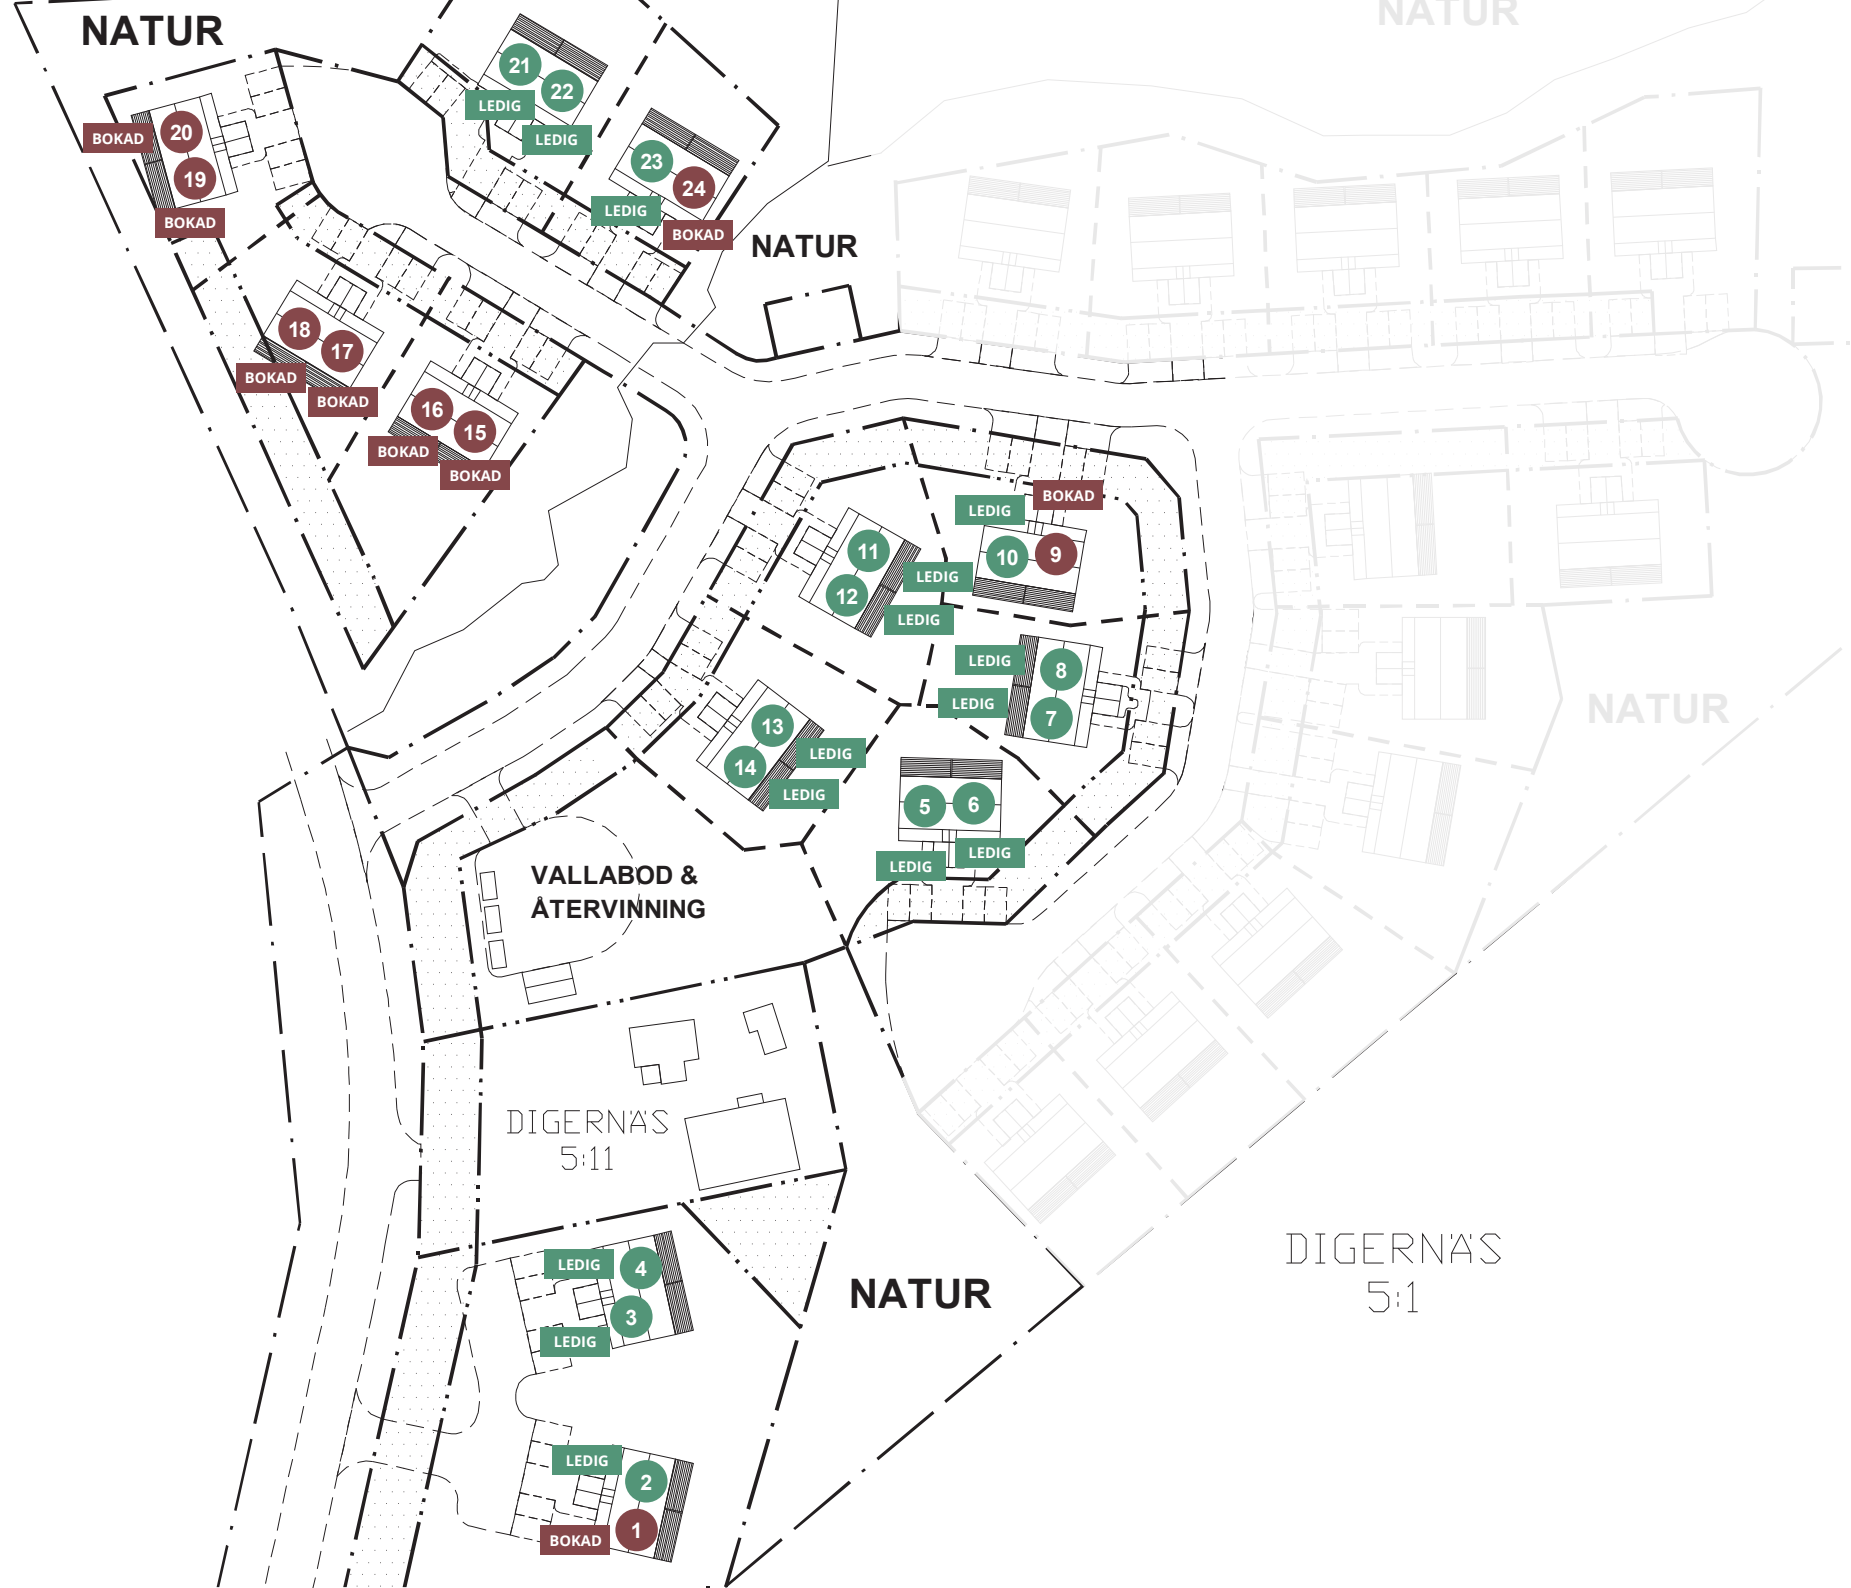 NATUR
NATUR
21
LEDIG
22
LEDIG
BOKAD
20
19
BOKAD
23
24
LEDIG
BOKAD
NATUR
18
17
BOKAD
BOKAD
16
15
BOKAD
BOKAD
BOKAD
LEDIG
11
10
9
LEDIG
12
LEDIG
LEDIG
8
LEDIG
7
13
LEDIG
14
LEDIG
5
6
LEDIG
LEDIG
NATUR
VALLABOD &
ÅTERVINNING
DIGERNÄS
5:11
LEDIG
4
3
LEDIG
NATUR
DIGERNÄS
5:1
LEDIG
2
1
BOKAD